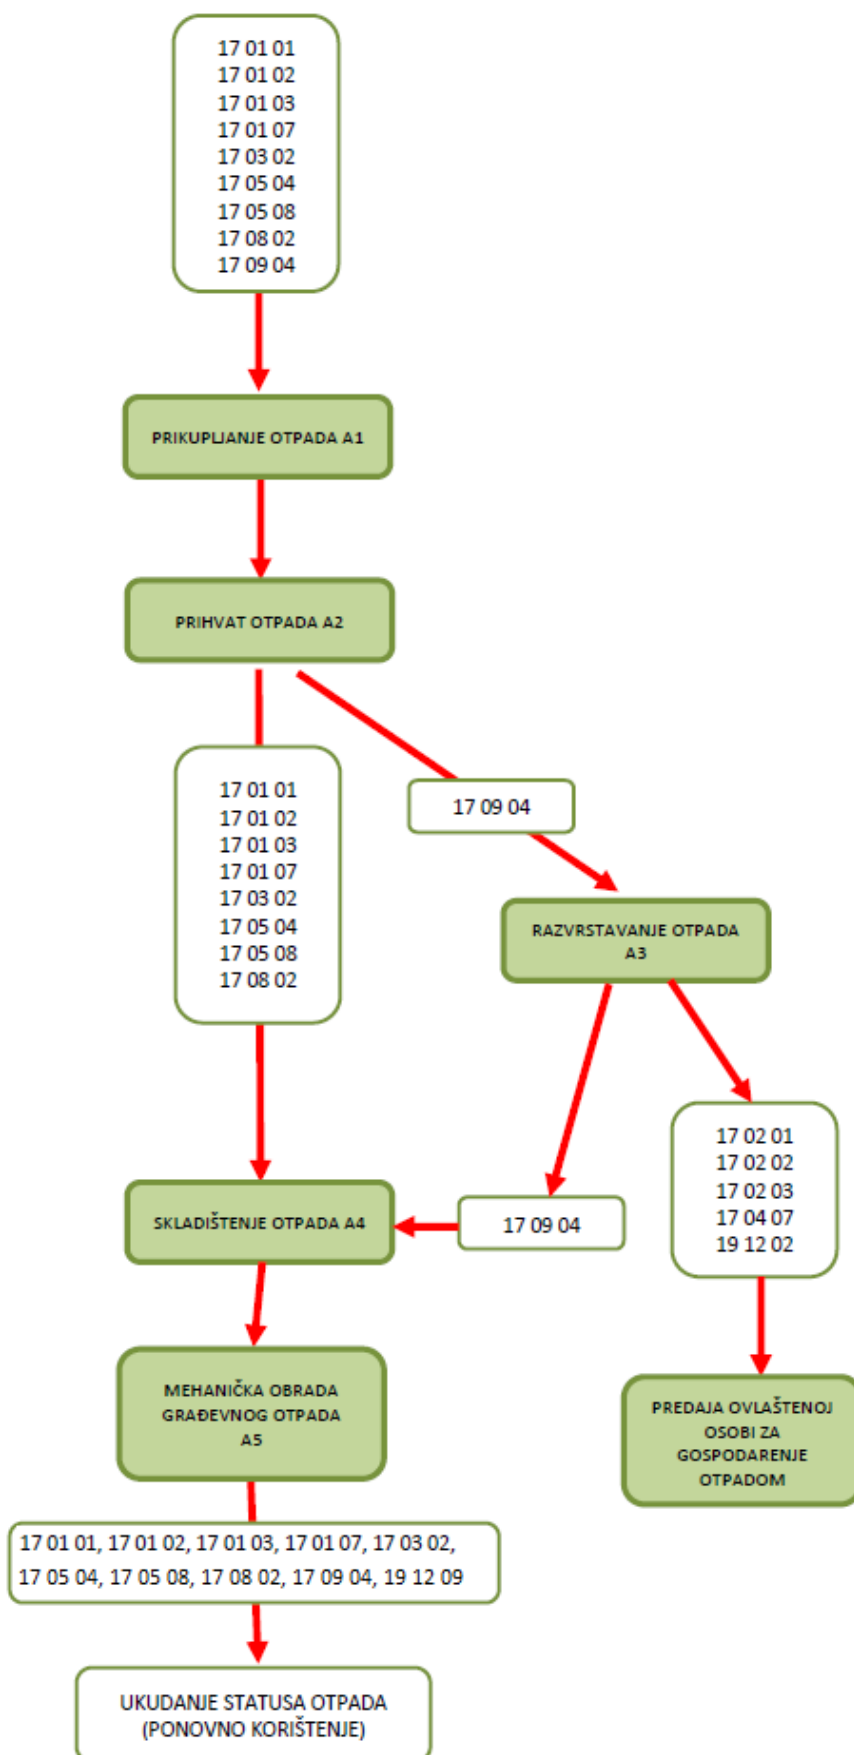 17 01 01
17 01 02
17 01 03
17 01 07
17 03 02
17 05 04
17 05 08
17 08 02
17 09 04
PRIKUPLJANJE OTPADA A1
PRIHVAT OTPADA A2
17 01 01
17 01 02
17 01 03
17 01 07
17 03 02
17 05 04
17 05 08
17 08 02
17 09 04
RAZVRSTAVANJE OTPADA
A3
17 02 01
17 02 02
17 02 03
17 04 07
19 12 02
SKLADIŠTENJE OTPADA A4
17 09 04
MEHANIČKA OBRADA
GRAĐEVNOG OTPADA
A5
PREDAJA OVLAŠTENOJ
OSOBI ZA
GOSPODARENJE
OTPADOM
17 01 01, 17 01 02, 17 01 03, 17 01 07, 17 03 02,
17 05 04, 17 05 08, 17 08 02, 17 09 04, 19 12 09
UKUDANJE STATUSA OTPADA
(PONOVNO KORIŠTENJE)